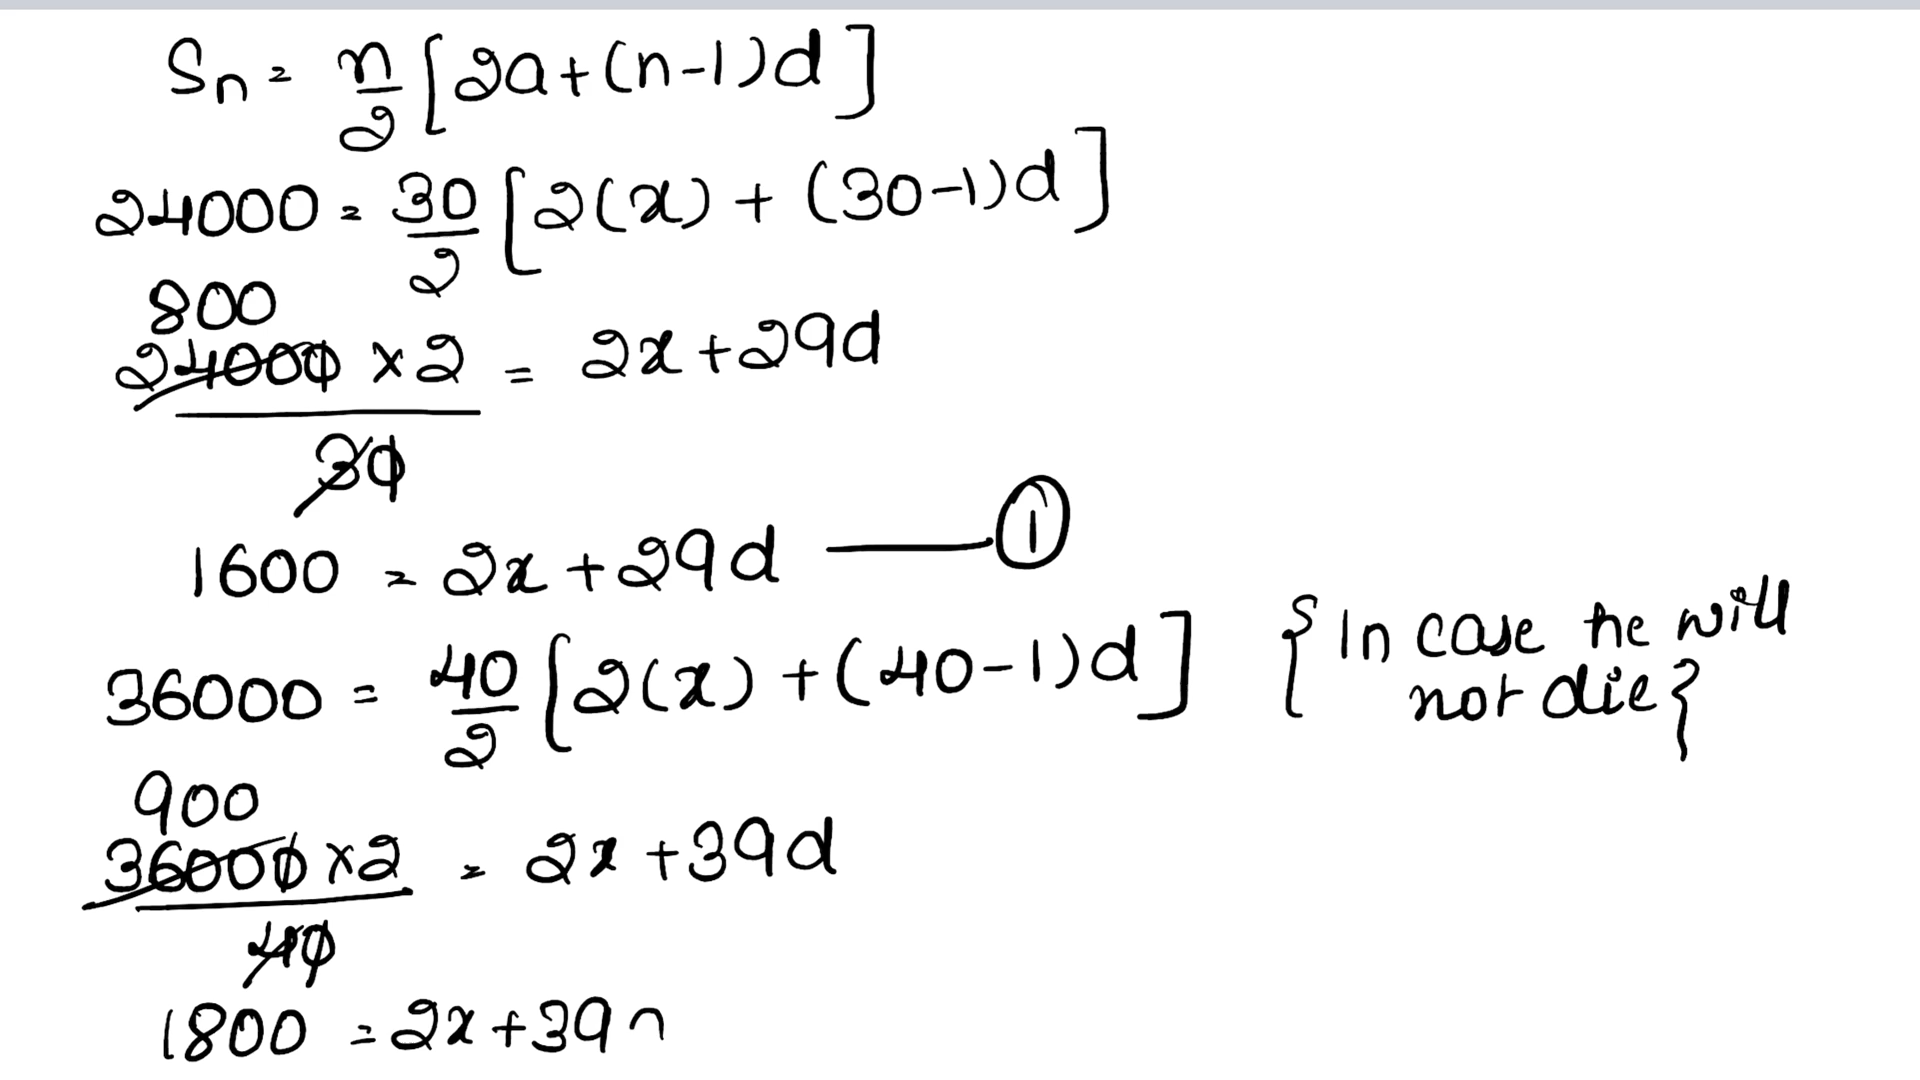 Sn = n/2 [2a+(n-1)d]
24000 = 30/2 [2(x) + (30-1)d]
800
24000 ×2 / 30 = 2x+29d
1600 = 2x+29d —— 1
36000 = 40/2 [2(x) + (40-1)d] { In case he will
not die }
900
36000 ×2 / 40 = 2x+39d
1800 = 2x+39